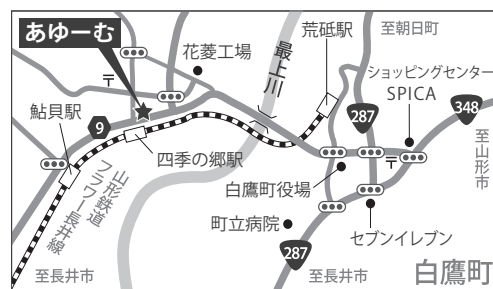 あゆーむ
荒砥駅
至朝日町
花菱工場
最上川
ショッピングセンター
SPICA
〒
鮎貝駅
9
287
348
四季の郷駅
至山形市
〒
白鷹町役場
山形鉄道
フラワー長井線
町立病院
セブンイレブン
287
至長井市
至長井市
白鷹町